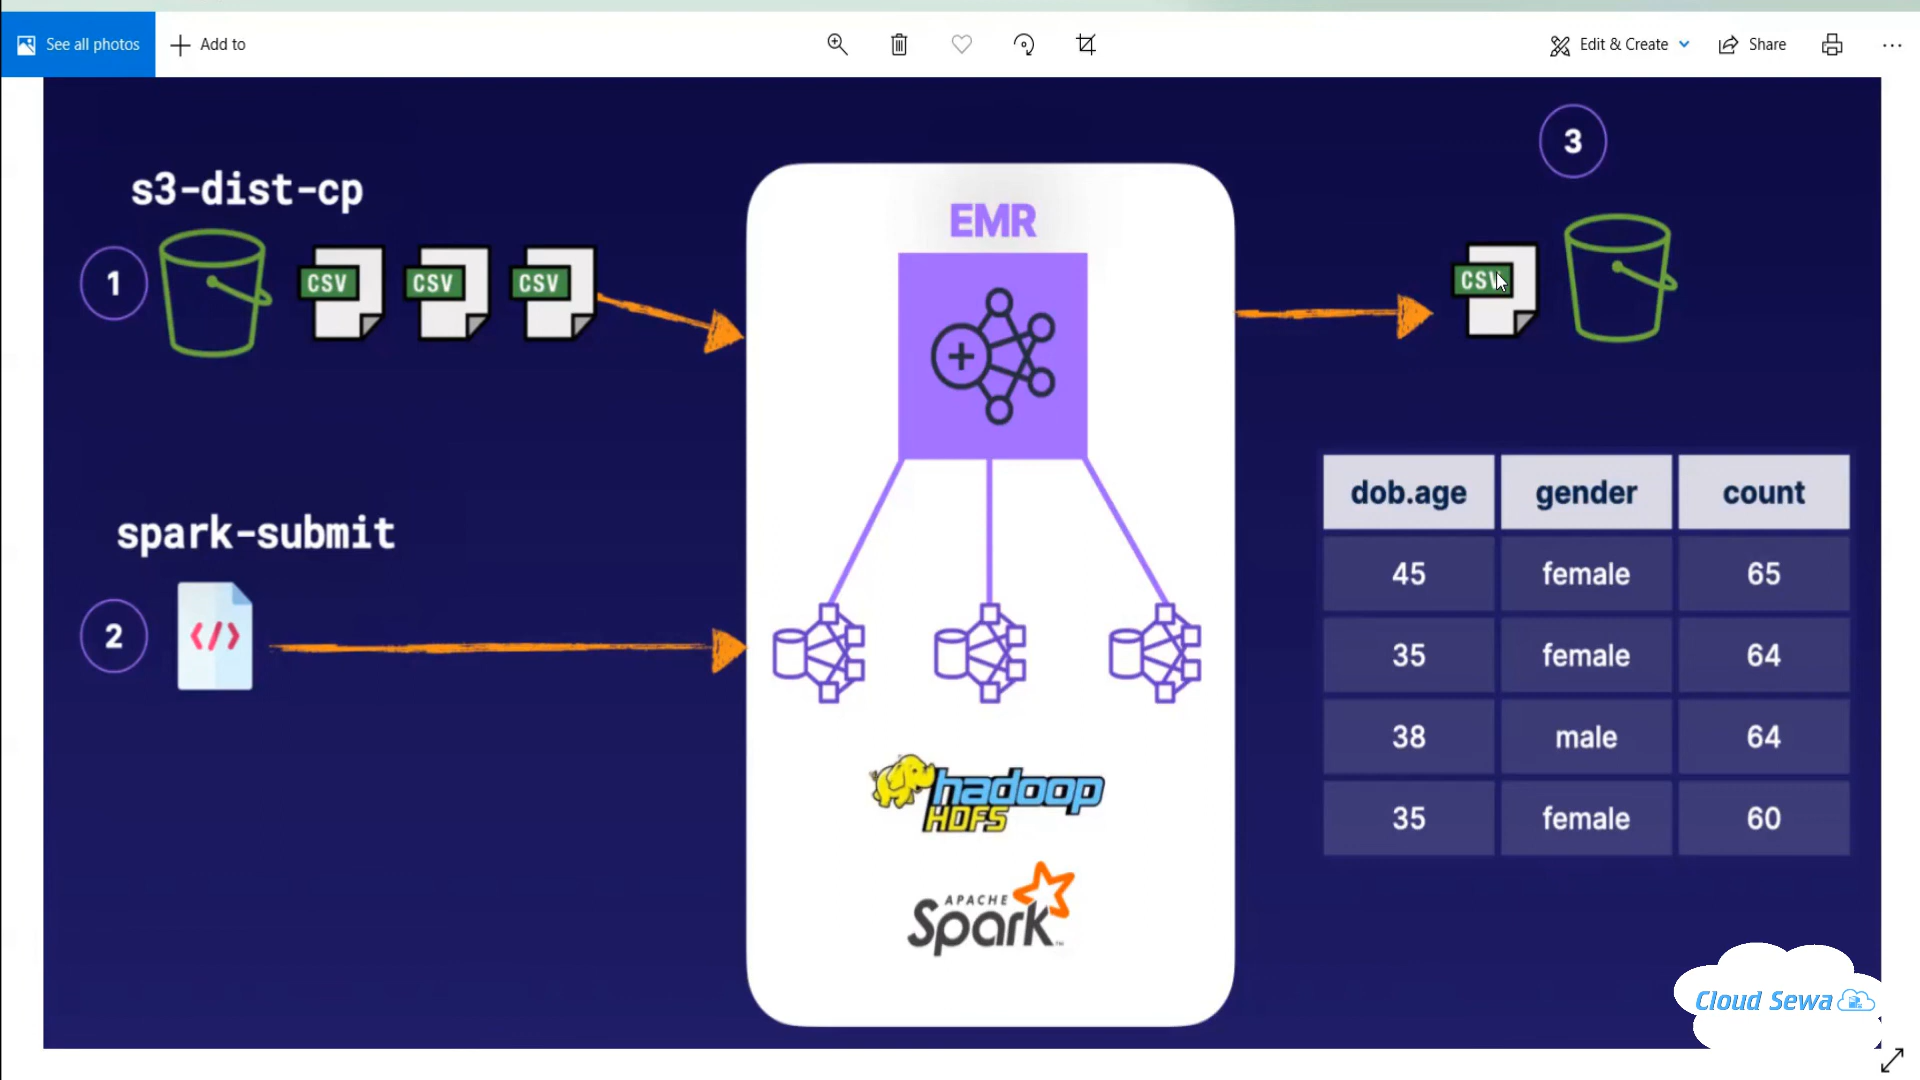 See all photos
Add to
Edit & Create
Share
3
s3-dist-cp
1
CSV
CSV
CSV
EMR
CSV
spark-submit
2
</>
dob.age gender count
45 female 65
35 female 64
38 male 64
35 female 60
hadoop
HDFS
APACHE
Spark
Cloud Sewa